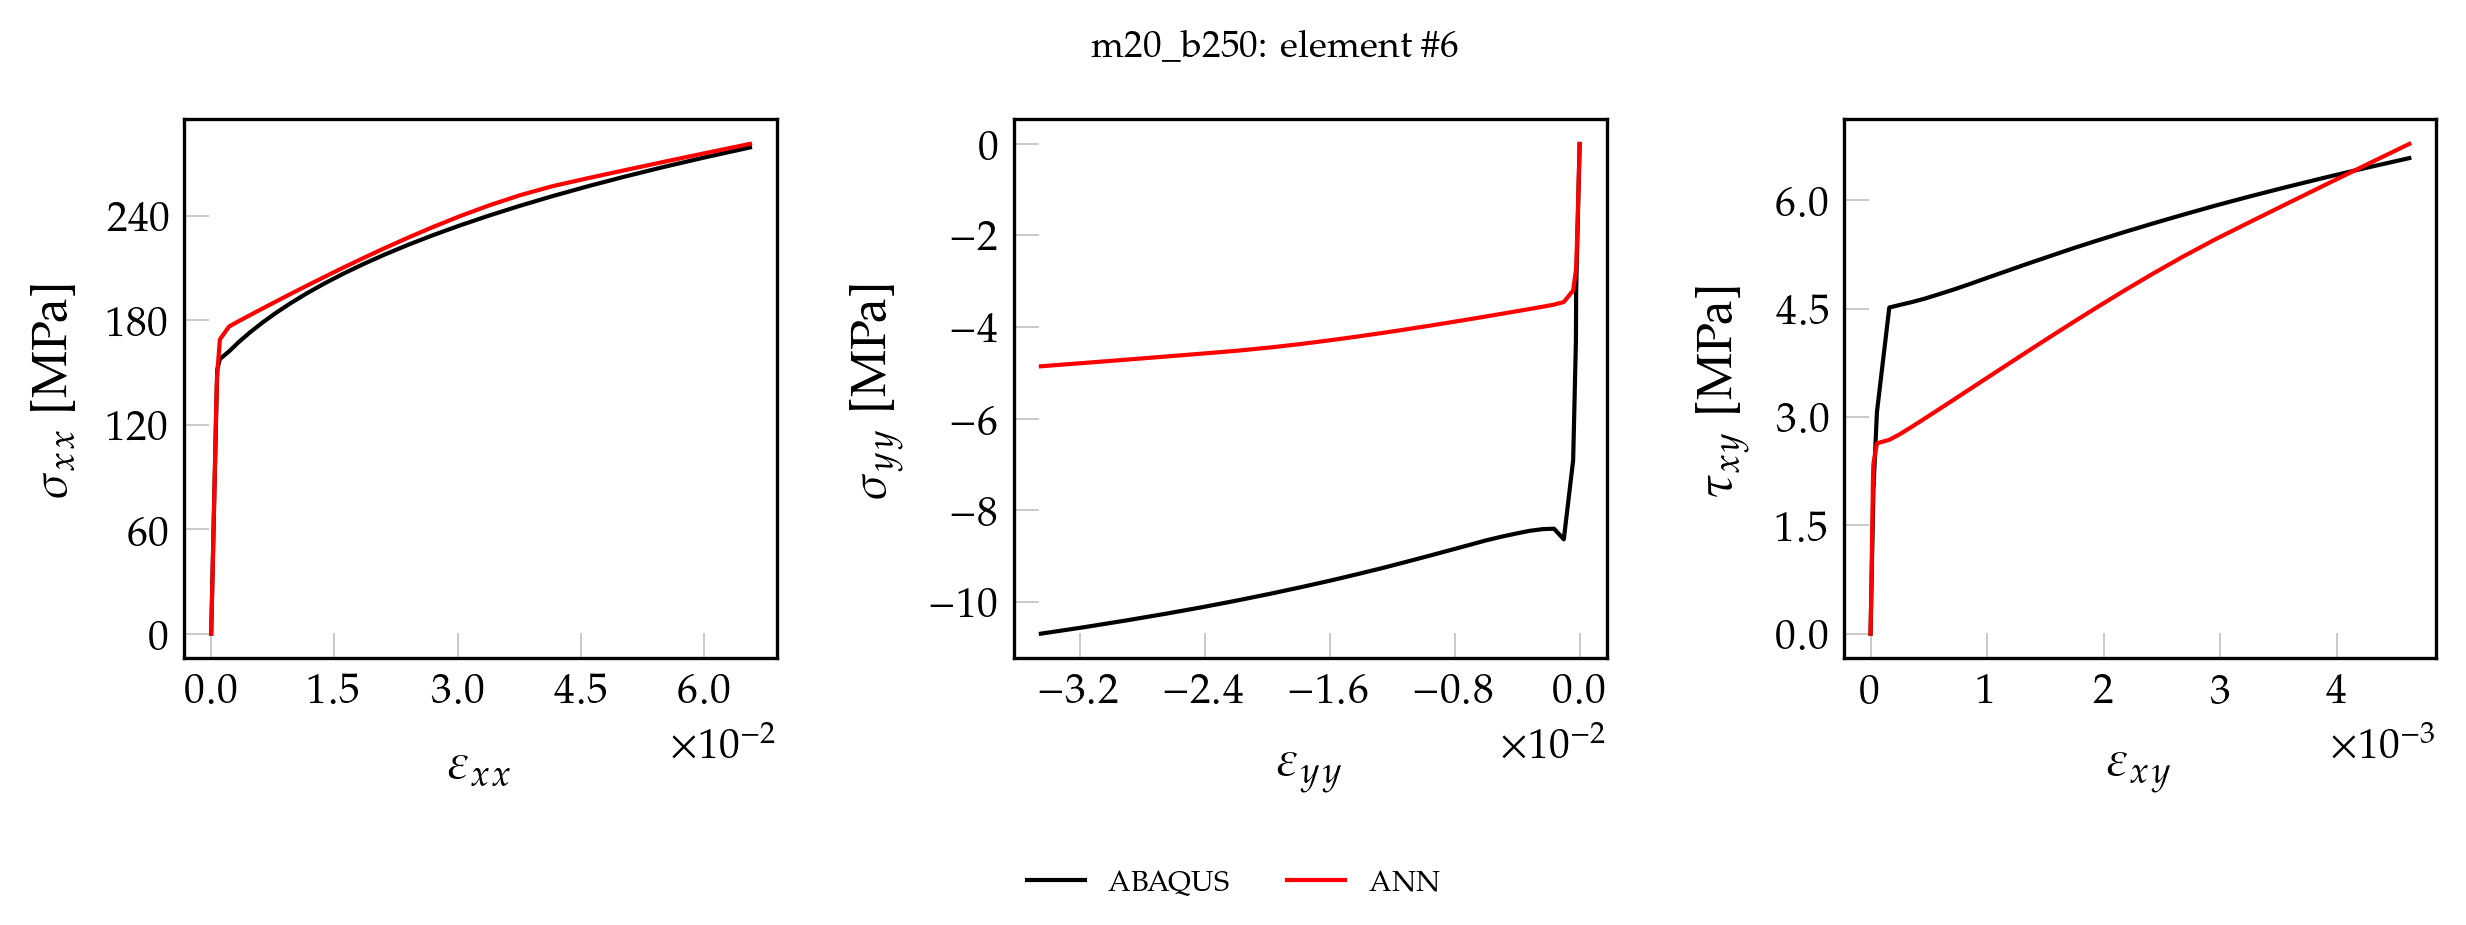 m20_b250: element #6
σxx [MPa]
240
180
120
60
0
0.0 1.5 3.0 4.5 6.0
×10−2
εxx
σyy [MPa]
0
−2
−4
−6
−8
−10
−3.2 −2.4 −1.6 −0.8 0.0
×10−2
εyy
τxy [MPa]
6.0
4.5
3.0
1.5
0.0
0 1 2 3 4
×10−3
εxy
ABAQUS ANN